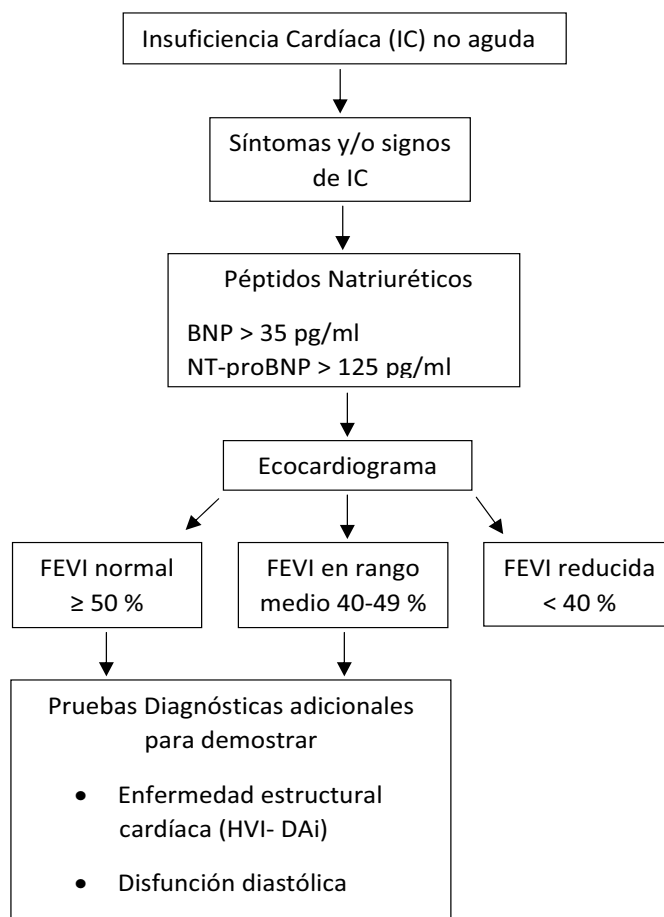 Insuficiencia Cardíaca (IC) no aguda
Síntomas y/o signos
de IC
Péptidos Natriuréticos
BNP > 35 pg/ml
NT-proBNP > 125 pg/ml
Ecocardiograma
FEVI normal
≥ 50 %
FEVI en rango
medio 40-49 %
FEVI reducida
< 40 %
Pruebas Diagnósticas adicionales
para demostrar
• Enfermedad estructural
cardíaca (HVI- DAi)
• Disfunción diastólica